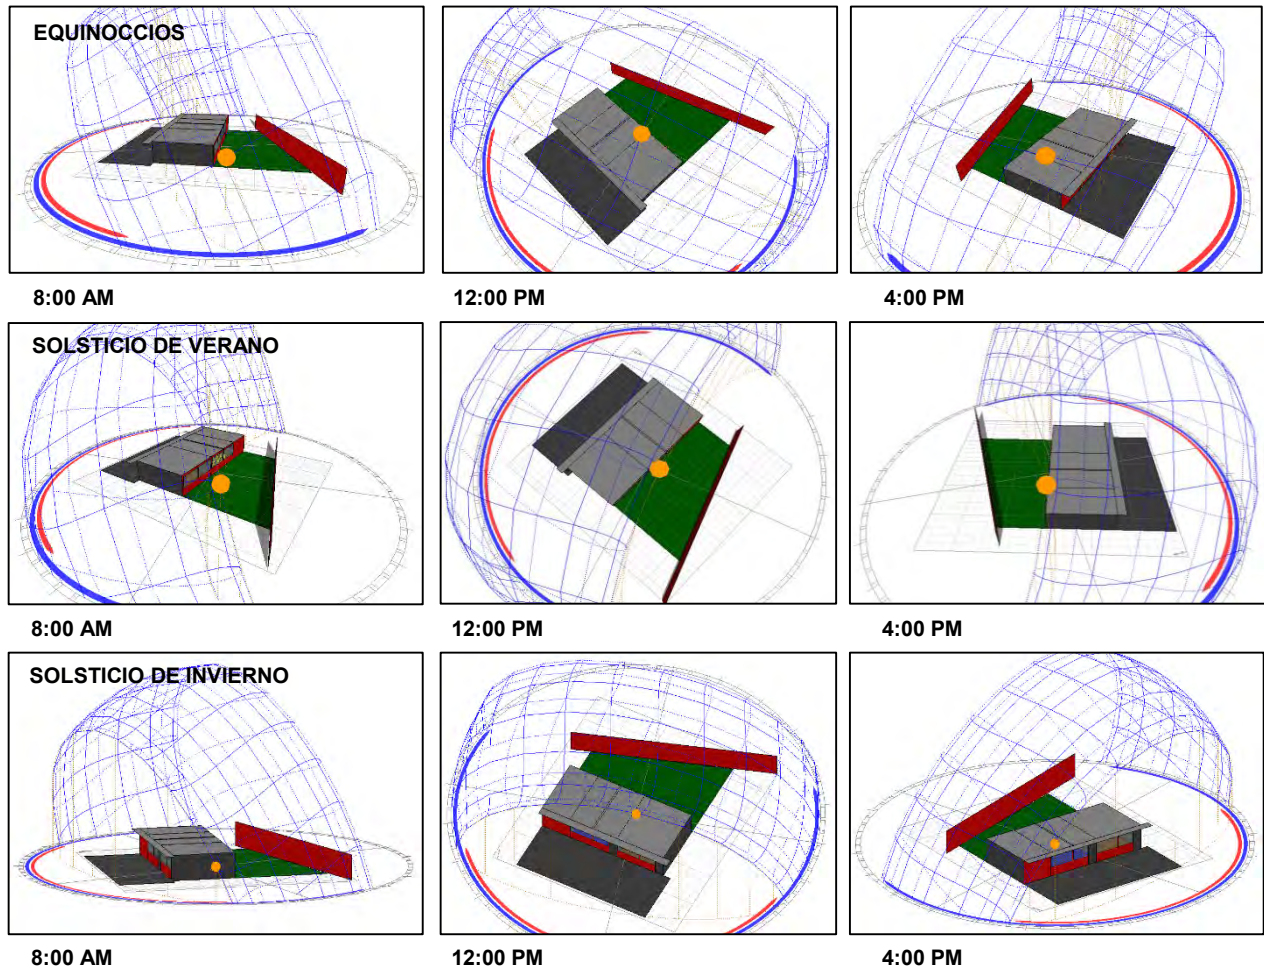 EQUINOCCIOS
8:00 AM
12:00 PM
4:00 PM
SOLSTICIO DE VERANO
8:00 AM
12:00 PM
4:00 PM
SOLSTICIO DE INVIERNO
8:00 AM
12:00 PM
4:00 PM